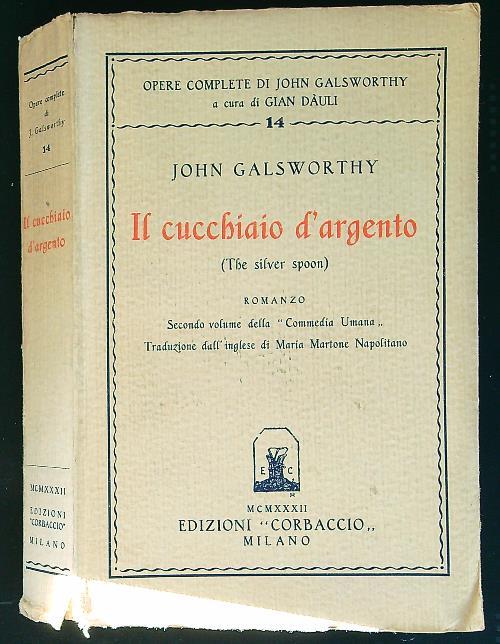 Opere complete
di
J. Galsworthy
14
Il cucchiaio
d'argento
MCMXXXII
EDIZIONI
"CORBACCIO"
MILANO
OPERE COMPLETE DI JOHN GALSWORTHY
a cura di GIAN DÀULI
14
JOHN GALSWORTHY
Il cucchiaio d'argento
(The silver spoon)
ROMANZO
Secondo volume della "Commedia Umana„
Traduzione dall'inglese di Maria Martone Napolitano
E C
MCMXXXII
EDIZIONI "CORBACCIO„
MILANO